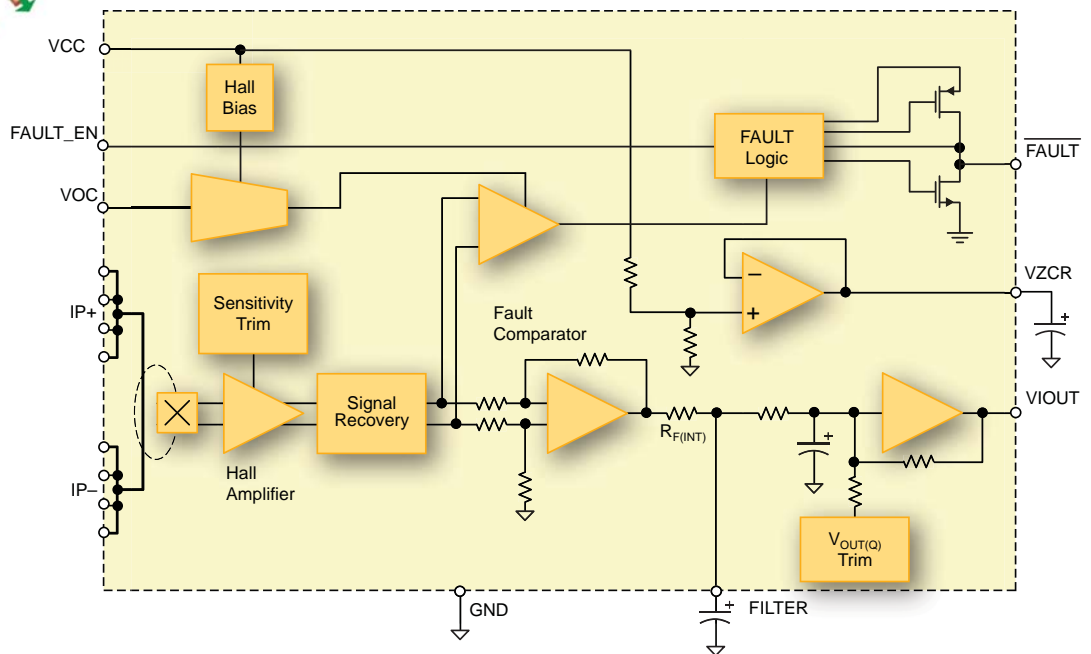 VCC
Hall
Bias
FAULT_EN
FAULT
Logic
FAULT
VOC
VZCR
IP+
Sensitivity
Trim
Fault
Comparator
−
+
+
Signal
Recovery
Hall
Amplifier
RF(INT)
+
VIOUT
IP–
VOUT(Q)
Trim
GND
+
FILTER